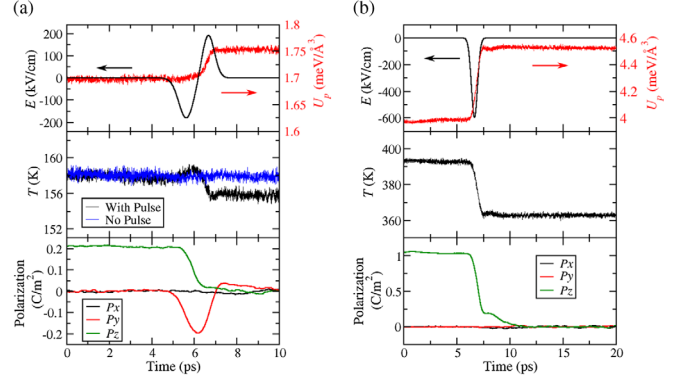 (a)
E (kV/cm)
200
100
0
-100
-200
1.8
1.75
1.7
1.65
1.6
U_p (meV/Å^3)
T (K)
160
156
152
With Pulse
No Pulse
Polarization
(C/m^2)
0.2
0
-0.2
Px
Py
Pz
0 2 4 6 8 10
Time (ps)
(b)
E (kV/cm)
0
-200
-400
-600
4.6
4.4
4.2
4
U_p (meV/Å^3)
T (K)
400
380
360
Polarization
(C/m^2)
1
0.5
0
Px
Py
Pz
0 5 10 15 20
Time (ps)